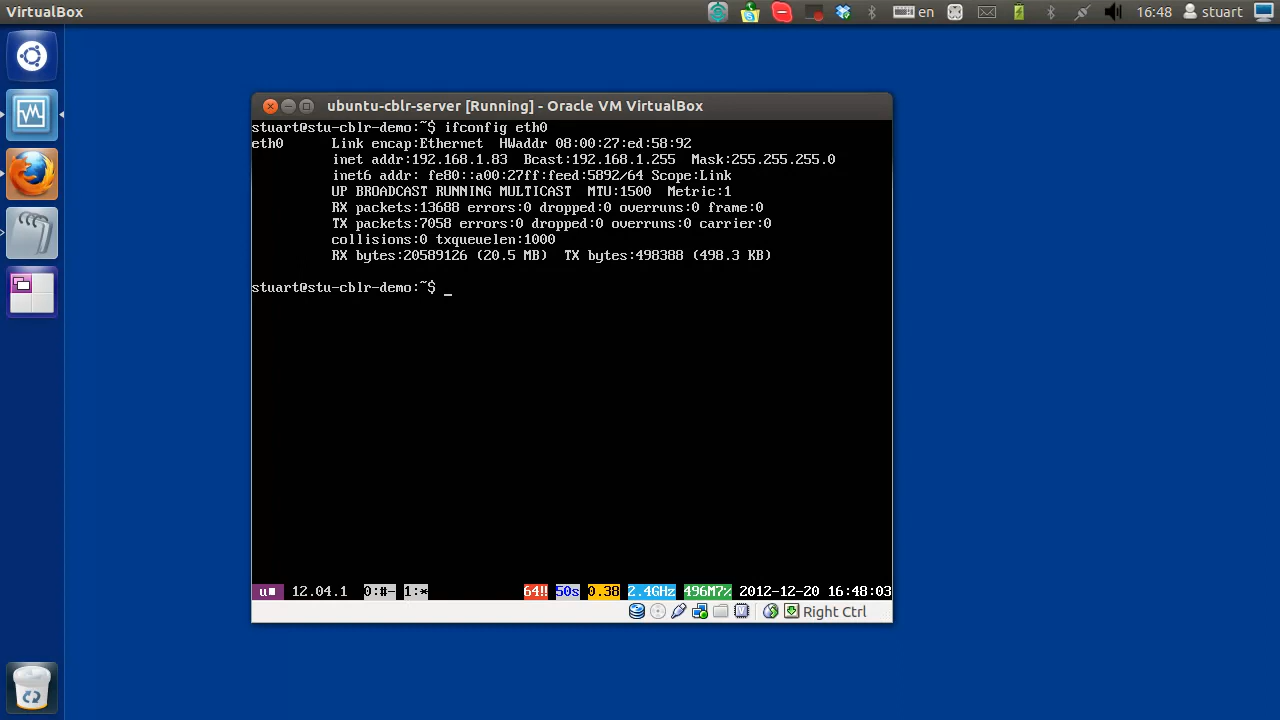 VirtualBox
en
16:48
stuart
ubuntu-cblr-server [Running] - Oracle VM VirtualBox
stuart@stu-cblr-demo:~$ ifconfig eth0
eth0      Link encap:Ethernet  HWaddr 08:00:27:ed:58:92
          inet addr:192.168.1.83  Bcast:192.168.1.255  Mask:255.255.255.0
          inet6 addr: fe80::a00:27ff:feed:5892/64 Scope:Link
          UP BROADCAST RUNNING MULTICAST  MTU:1500  Metric:1
          RX packets:13688 errors:0 dropped:0 overruns:0 frame:0
          TX packets:7058 errors:0 dropped:0 overruns:0 carrier:0
          collisions:0 txqueuelen:1000
          RX bytes:20589126 (20.5 MB)  TX bytes:498388 (498.3 KB)
stuart@stu-cblr-demo:~$ _
u■ 12.04.1  0:#- 1:*            64!! 50s 0.38 2.4GHz 496M7% 2012-12-20 16:48:03
Right Ctrl